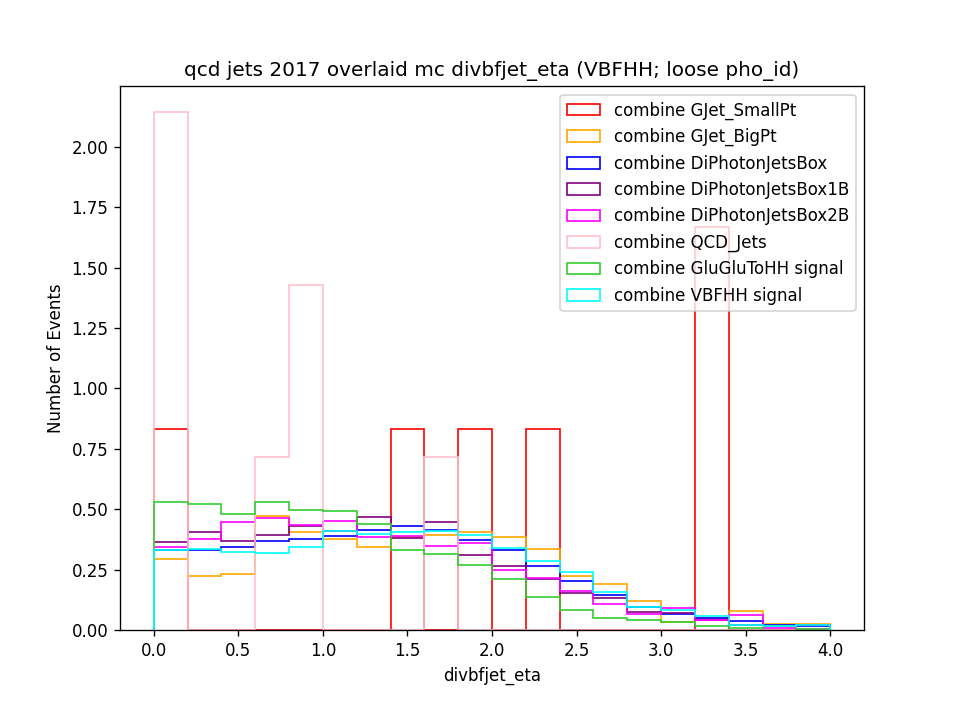 qcd jets 2017 overlaid mc divbfjet_eta (VBFHH; loose pho_id)
combine GJet_SmallPt
combine GJet_BigPt
combine DiPhotonJetsBox
combine DiPhotonJetsBox1B
combine DiPhotonJetsBox2B
combine QCD_Jets
combine GluGluToHH signal
combine VBFHH signal
Number of Events
2.00
1.75
1.50
1.25
1.00
0.75
0.50
0.25
0.00
0.0 0.5 1.0 1.5 2.0 2.5 3.0 3.5 4.0
divbfjet_eta